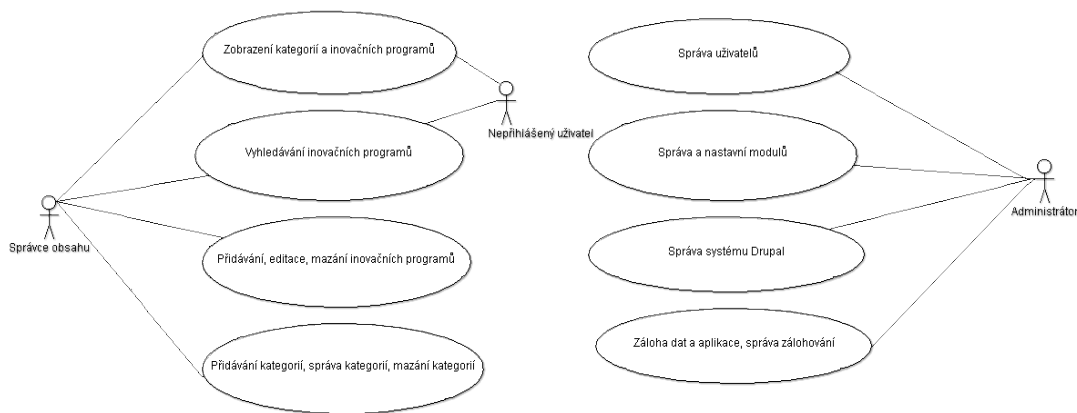 Zobrazení kategorií a inovačních programů
Správa uživatelů
Nepřihlášený uživatel
Vyhledávání inovačních programů
Správa a nastavní modulů
Administrátor
Správce obsahu
Přidávání, editace, mazání inovačních programů
Správa systému Drupal
Přidávání kategorií, správa kategorií, mazání kategorií
Záloha dat a aplikace, správa zálohování